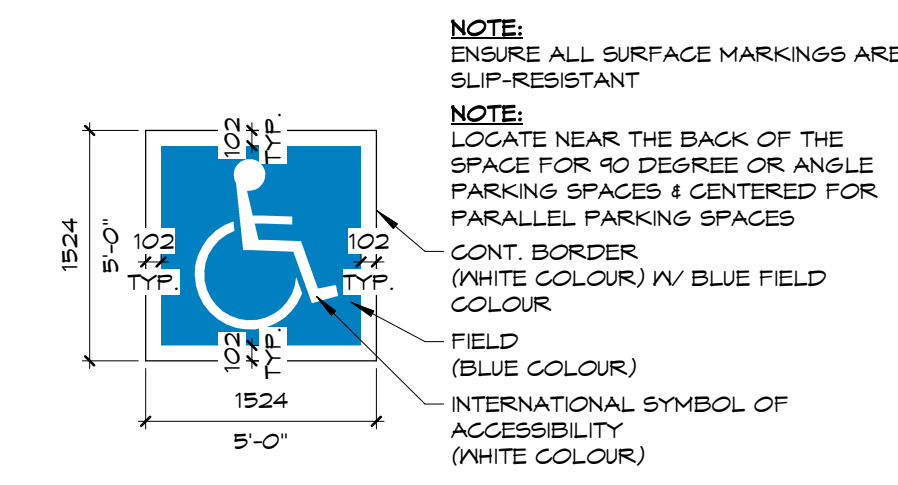 NOTE:
ENSURE ALL SURFACE MARKINGS ARE
SLIP-RESISTANT
NOTE:
LOCATE NEAR THE BACK OF THE
SPACE FOR 90 DEGREE OR ANGLE
PARKING SPACES & CENTERED FOR
PARALLEL PARKING SPACES
CONT. BORDER
(WHITE COLOUR) W/ BLUE FIELD
COLOUR
FIELD
(BLUE COLOUR)
INTERNATIONAL SYMBOL OF
ACCESSIBILITY
(WHITE COLOUR)
102
TYP.
1524
5'-0"
102
TYP.
102
TYP.
102
TYP.
1524
5'-0"